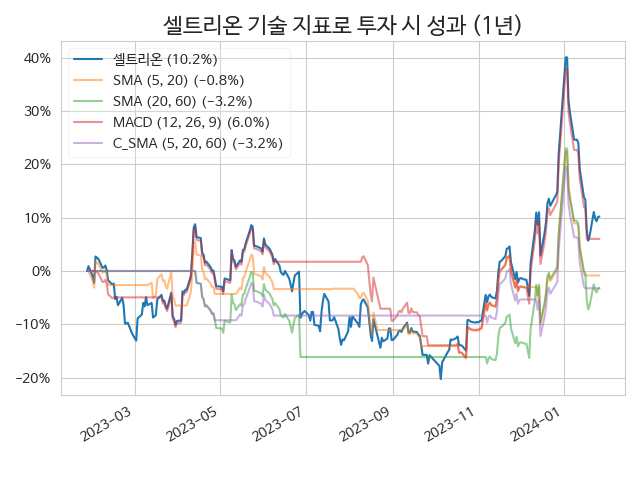 셀트리온 기술 지표로 투자 시 성과 (1년)
40%
30%
20%
10%
0%
−10%
−20%
셀트리온 (10.2%)
SMA (5, 20) (−0.8%)
SMA (20, 60) (−3.2%)
MACD (12, 26, 9) (6.0%)
C_SMA (5, 20, 60) (−3.2%)
2023−03
2023−05
2023−07
2023−09
2023−11
2024−01